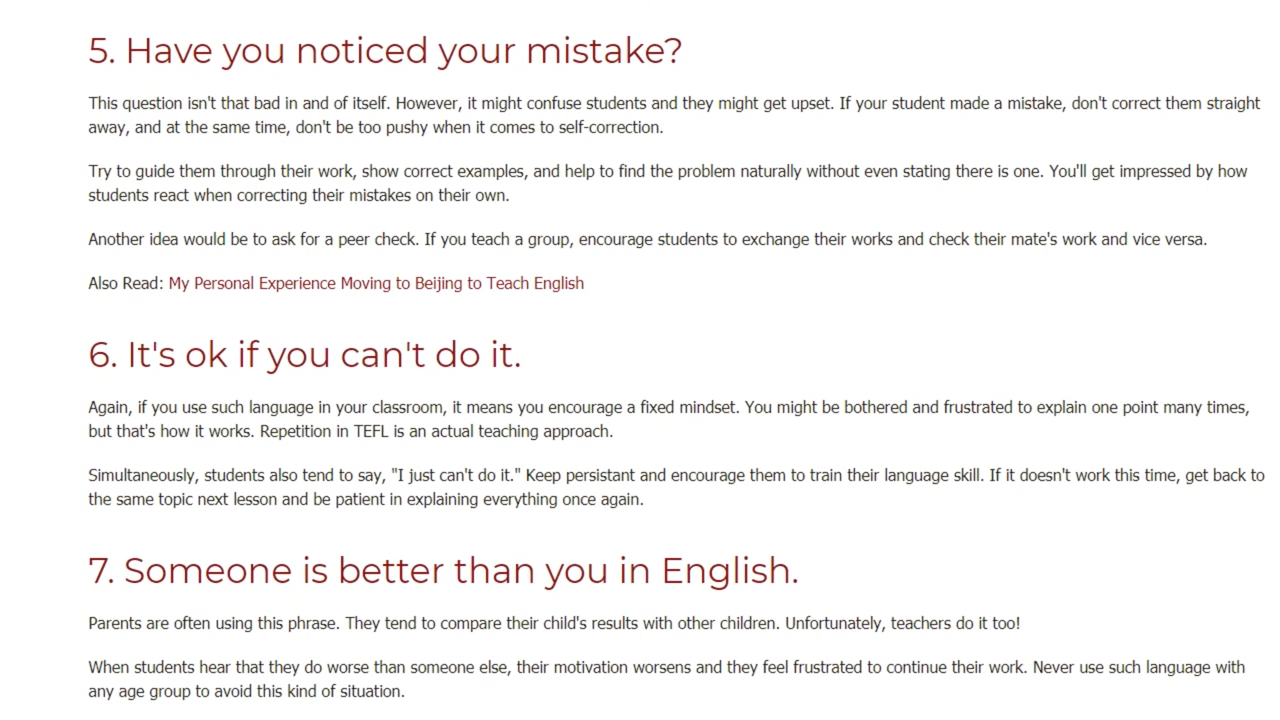 5. Have you noticed your mistake?
This question isn't that bad in and of itself. However, it might confuse students and they might get upset. If your student made a mistake, don't correct them straight
away, and at the same time, don't be too pushy when it comes to self-correction.
Try to guide them through their work, show correct examples, and help to find the problem naturally without even stating there is one. You'll get impressed by how
students react when correcting their mistakes on their own.
Another idea would be to ask for a peer check. If you teach a group, encourage students to exchange their works and check their mate's work and vice versa.
Also Read: My Personal Experience Moving to Beijing to Teach English
6. It's ok if you can't do it.
Again, if you use such language in your classroom, it means you encourage a fixed mindset. You might be bothered and frustrated to explain one point many times,
but that's how it works. Repetition in TEFL is an actual teaching approach.
Simultaneously, students also tend to say, "I just can't do it." Keep persistant and encourage them to train their language skill. If it doesn't work this time, get back to
the same topic next lesson and be patient in explaining everything once again.
7. Someone is better than you in English.
Parents are often using this phrase. They tend to compare their child's results with other children. Unfortunately, teachers do it too!
When students hear that they do worse than someone else, their motivation worsens and they feel frustrated to continue their work. Never use such language with
any age group to avoid this kind of situation.